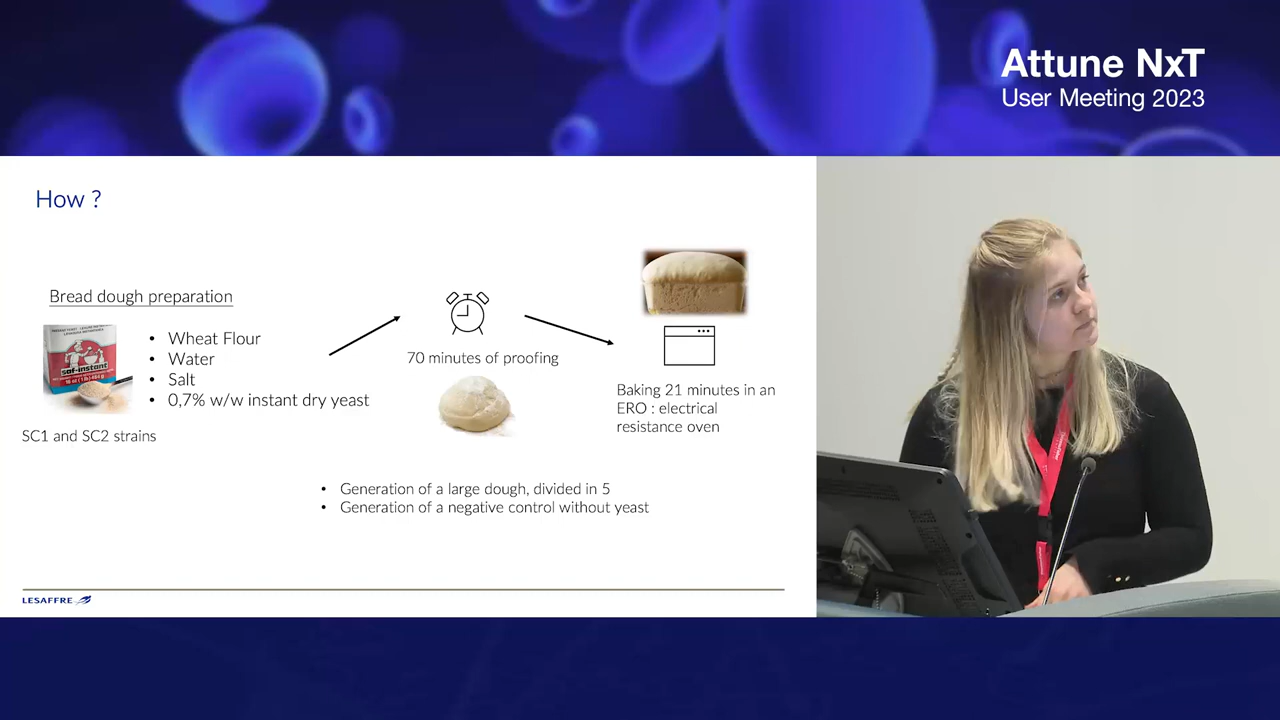 Attune NxT
User Meeting 2023
How ?
Bread dough preparation
saf-instant
• Wheat Flour
• Water
• Salt
• 0,7% w/w instant dry yeast
SC1 and SC2 strains
70 minutes of proofing
Baking 21 minutes in an
ERO : electrical
resistance oven
• Generation of a large dough, divided in 5
• Generation of a negative control without yeast
LESAFFRE